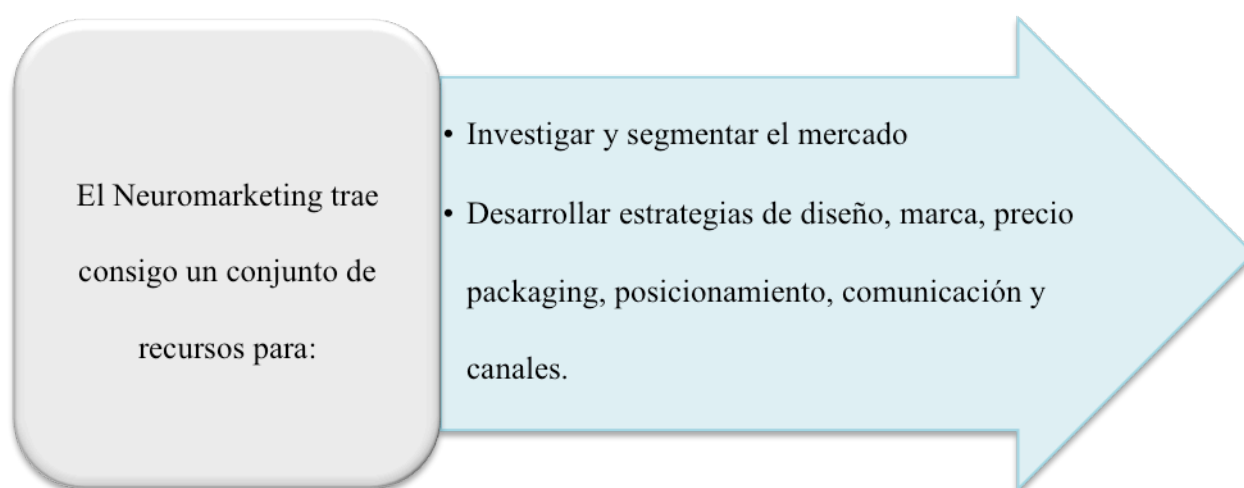 El Neuromarketing trae
consigo un conjunto de
recursos para:
• Investigar y segmentar el mercado
• Desarrollar estrategias de diseño, marca, precio
packaging, posicionamiento, comunicación y
canales.